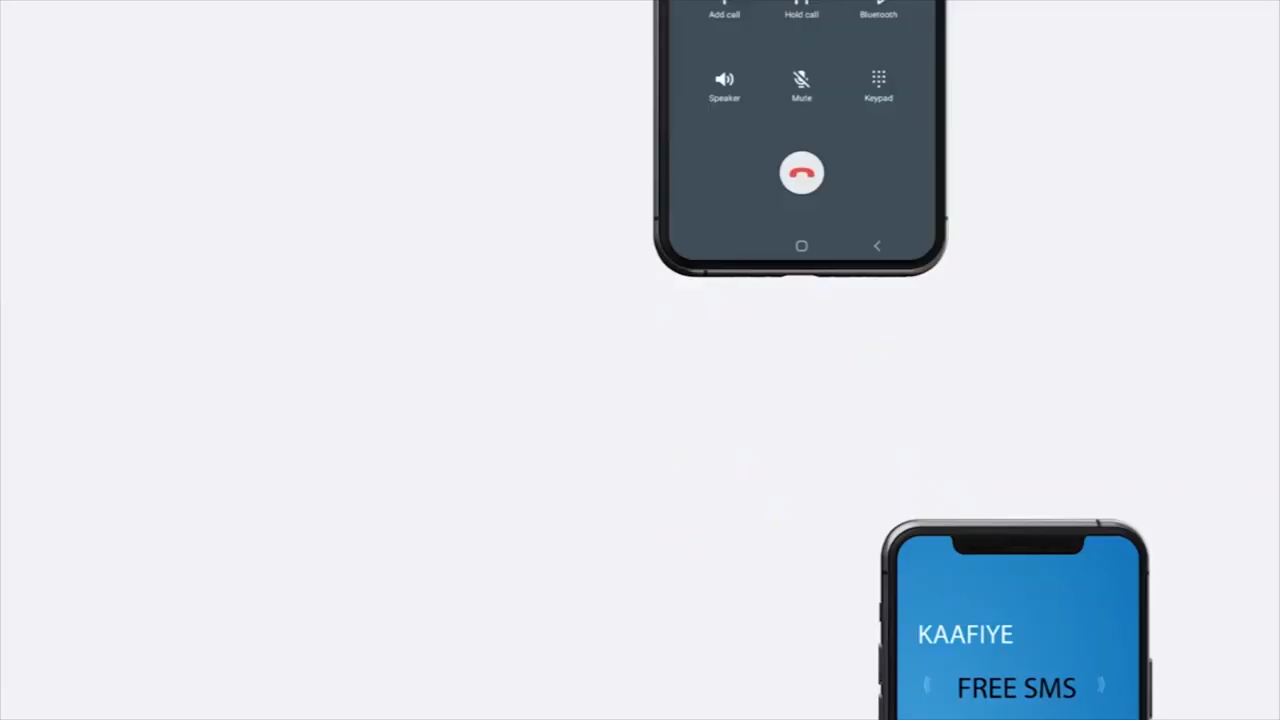 Add call Hold call Bluetooth
Speaker Mute Keypad
KAAFIYE
FREE SMS